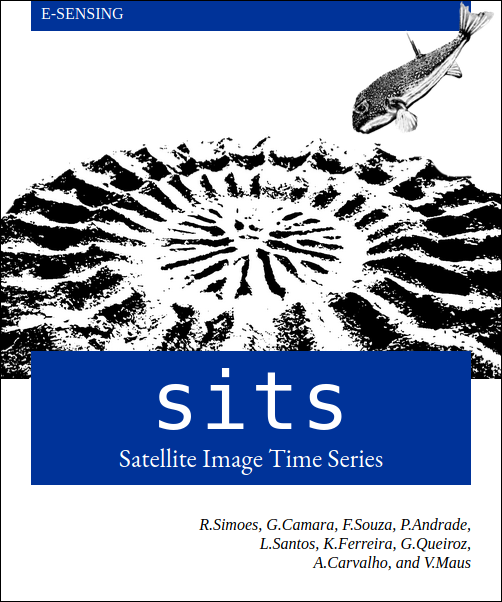 E-SENSING
sits
Satellite Image Time Series
R.Simoes, G.Camara, F.Souza, P.Andrade,
L.Santos, K.Ferreira, G.Queiroz,
A.Carvalho, and V.Maus